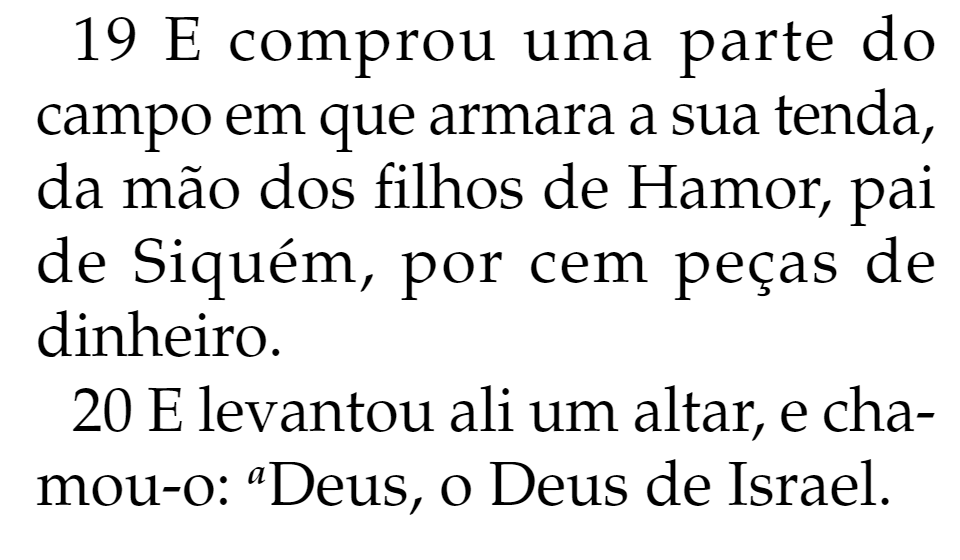 19 E comprou uma parte do
campo em que armara a sua tenda,
da mão dos filhos de Hamor, pai
de Siquém, por cem peças de
dinheiro.
20 E levantou ali um altar, e cha-
mou-o: ᵃDeus, o Deus de Israel.